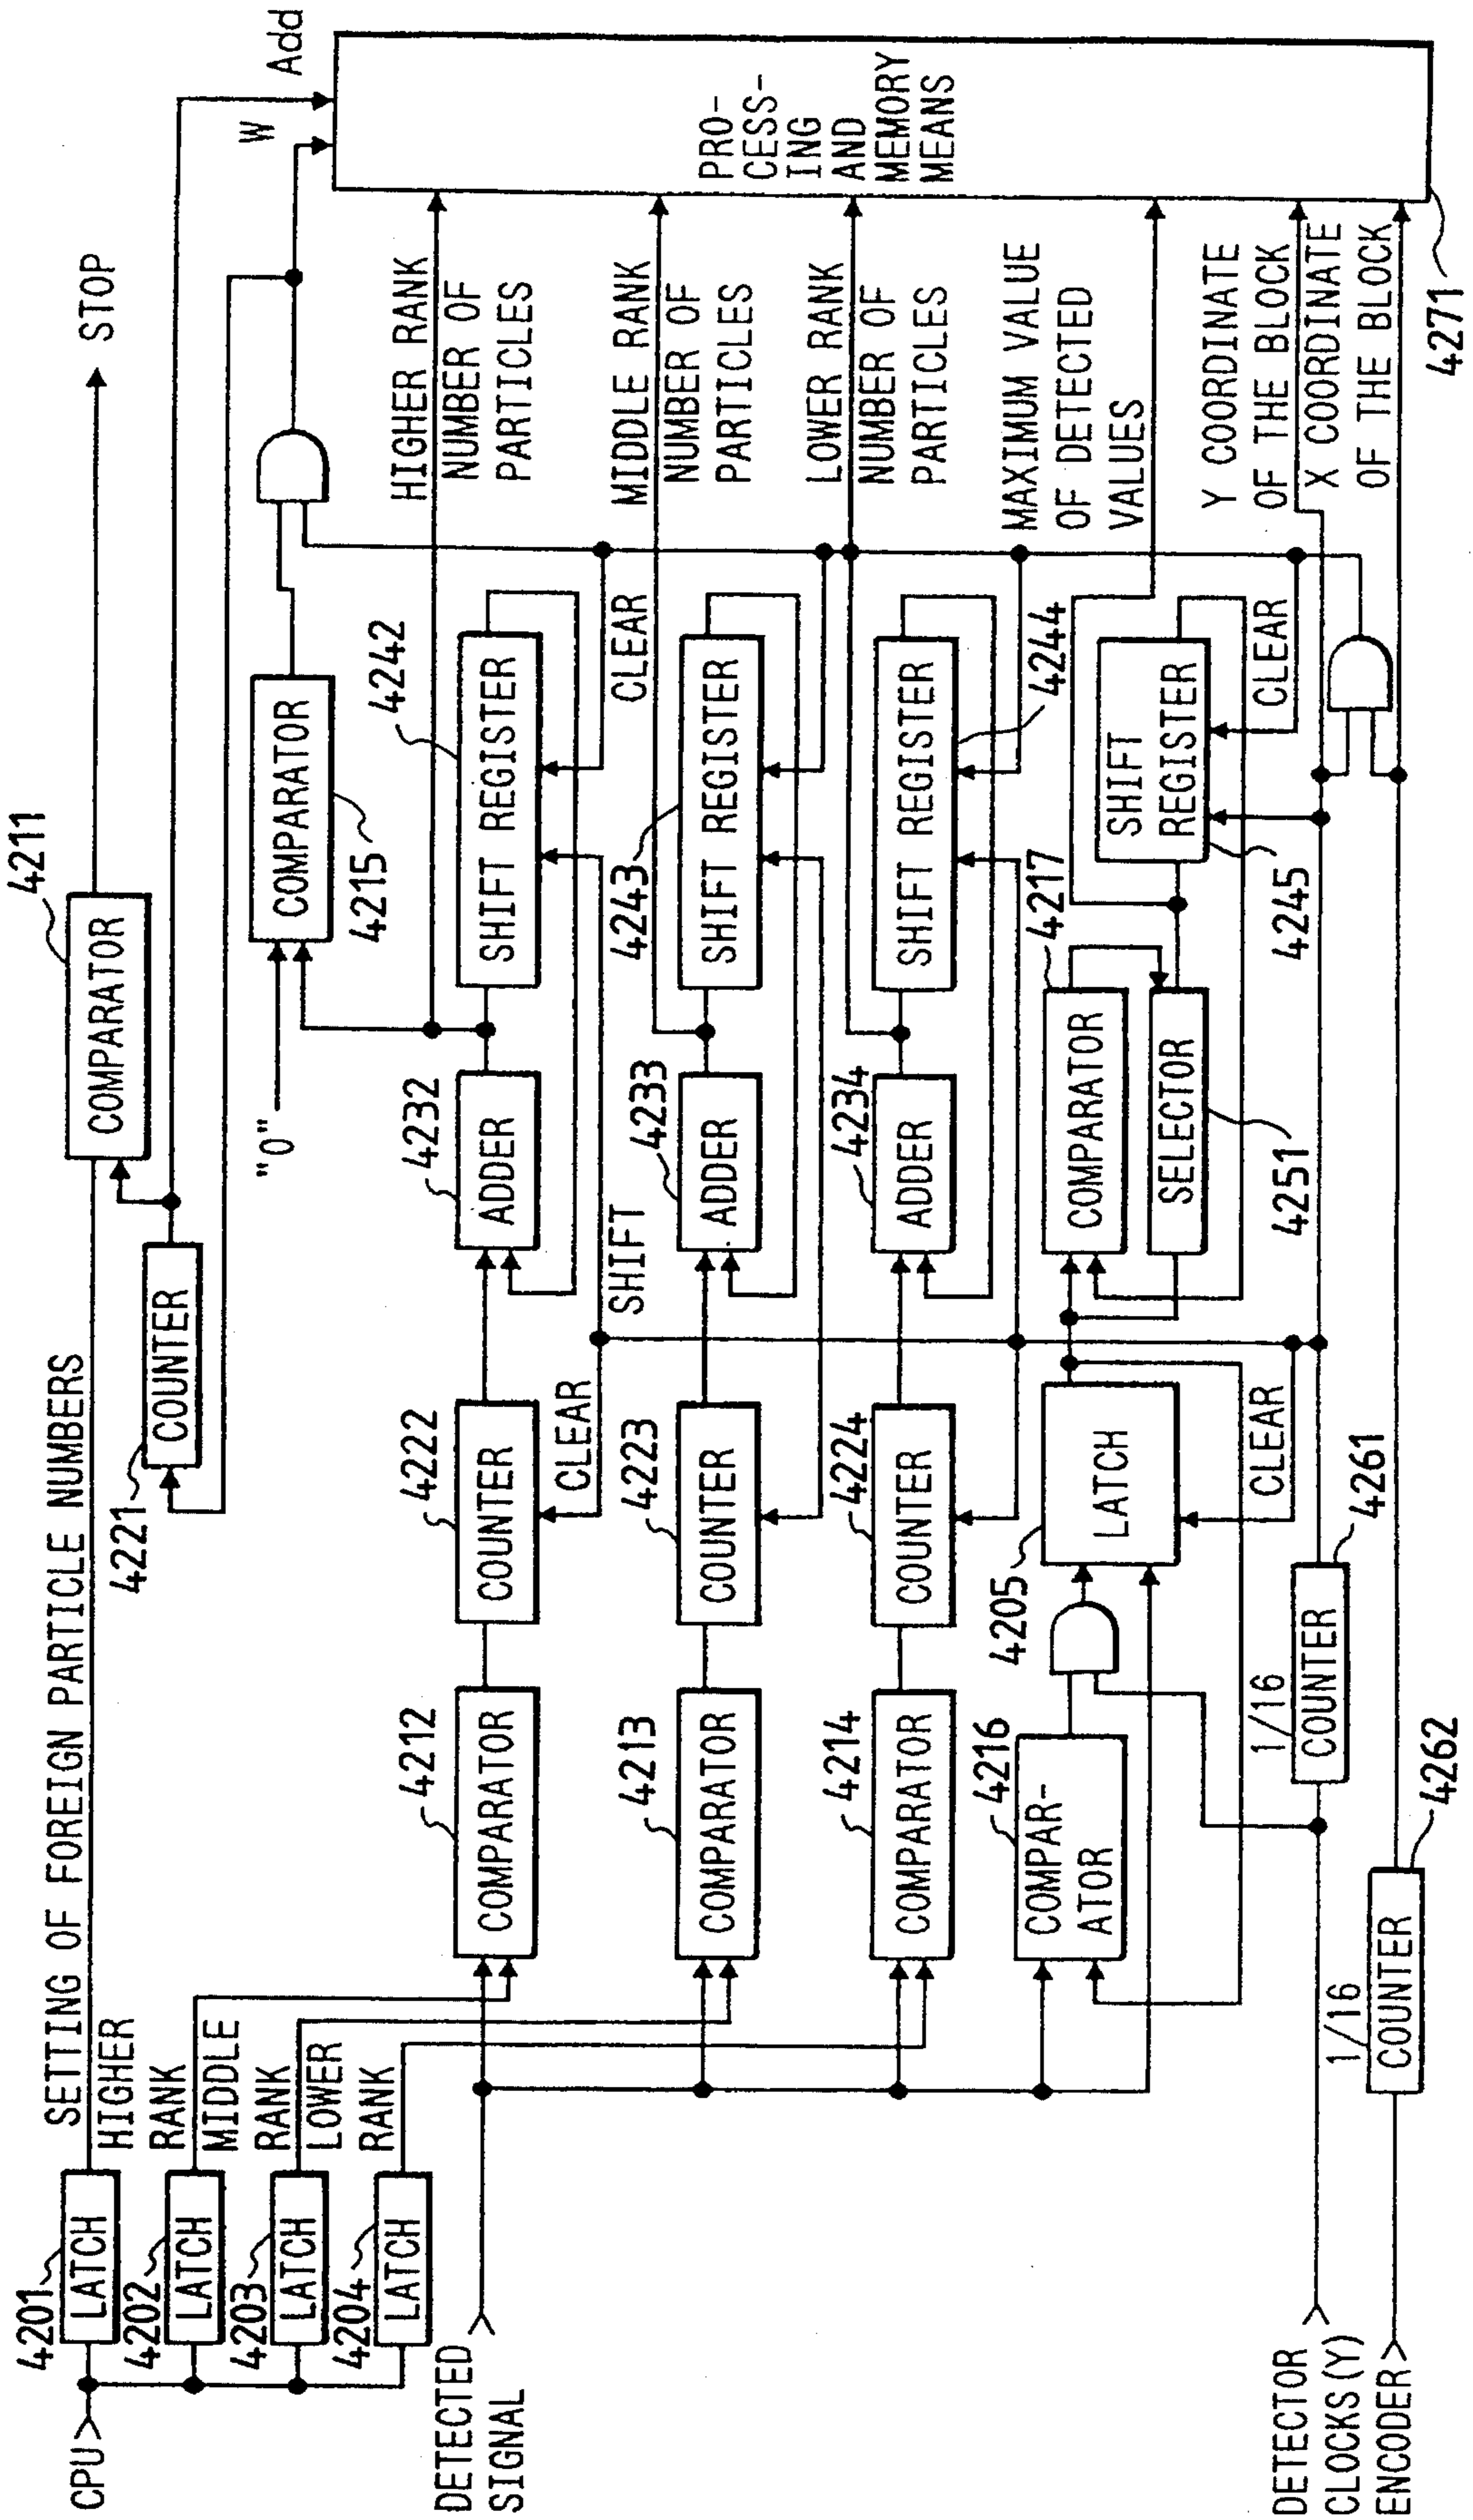 CPU
4201
LATCH
4202
LATCH
4203
LATCH
4204
LATCH
SETTING OF FOREIGN PARTICLE NUMBERS
HIGHER
RANK
MIDDLE
RANK
LOWER
RANK
DETECTED
SIGNAL
DETECTOR
CLOCKS(Y)
ENCODER
4211
COMPARATOR
STOP
4221
COUNTER
"0"
COMPARATOR
4215
W
Add
4212
COMPARATOR
4222
COUNTER
CLEAR
4232
ADDER
SHIFT
4242
SHIFT REGISTER
CLEAR
HIGHER RANK
NUMBER OF
PARTICLES
4213
COMPARATOR
4223
COUNTER
4233
ADDER
4243
SHIFT REGISTER
MIDDLE RANK
NUMBER OF
PARTICLES
4214
COMPARATOR
4224
COUNTER
4234
ADDER
SHIFT REGISTER
4244
LOWER RANK
NUMBER OF
PARTICLES
4216
COMPAR-
ATOR
4205
LATCH
CLEAR
4217
COMPARATOR
SELECTOR
4251
SHIFT
REGISTER
4245
CLEAR
MAXIMUM VALUE
OF DETECTED
VALUES
1/16
COUNTER
4261
Y COORDINATE
OF THE BLOCK
1/16
COUNTER
4262
X COORDINATE
OF THE BLOCK
PRO-
CESS-
ING
AND
MEMORY
MEANS
4271